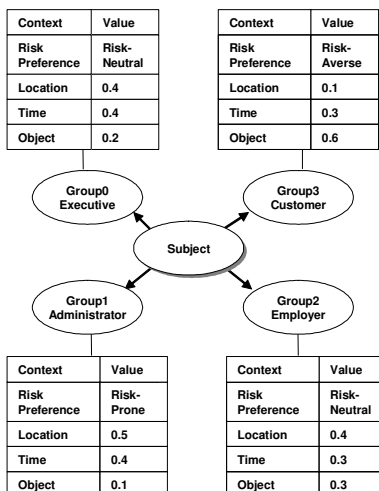 Context Value
Risk Risk-
Preference Neutral
Location 0.4
Time 0.4
Object 0.2
Context Value
Risk Risk-
Preference Averse
Location 0.1
Time 0.3
Object 0.6
Group0
Executive
Group3
Customer
Subject
Group1
Administrator
Group2
Employer
Context Value
Risk Risk-
Preference Prone
Location 0.5
Time 0.4
Object 0.1
Context Value
Risk Risk-
Preference Neutral
Location 0.4
Time 0.3
Object 0.3